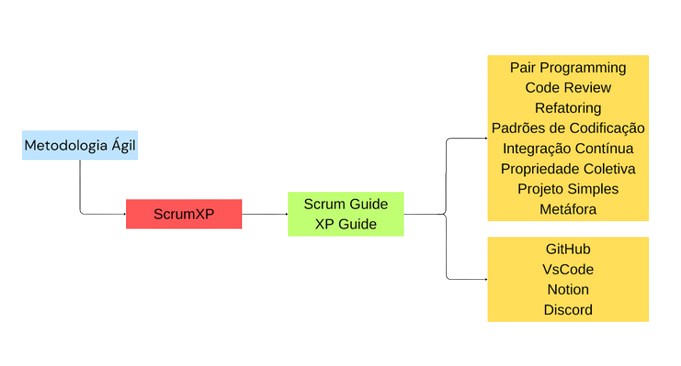 Metodologia Ágil
ScrumXP
Scrum Guide
XP Guide
Pair Programming
Code Review
Refatoring
Padrões de Codificação
Integração Contínua
Propriedade Coletiva
Projeto Simples
Metáfora
GitHub
VsCode
Notion
Discord